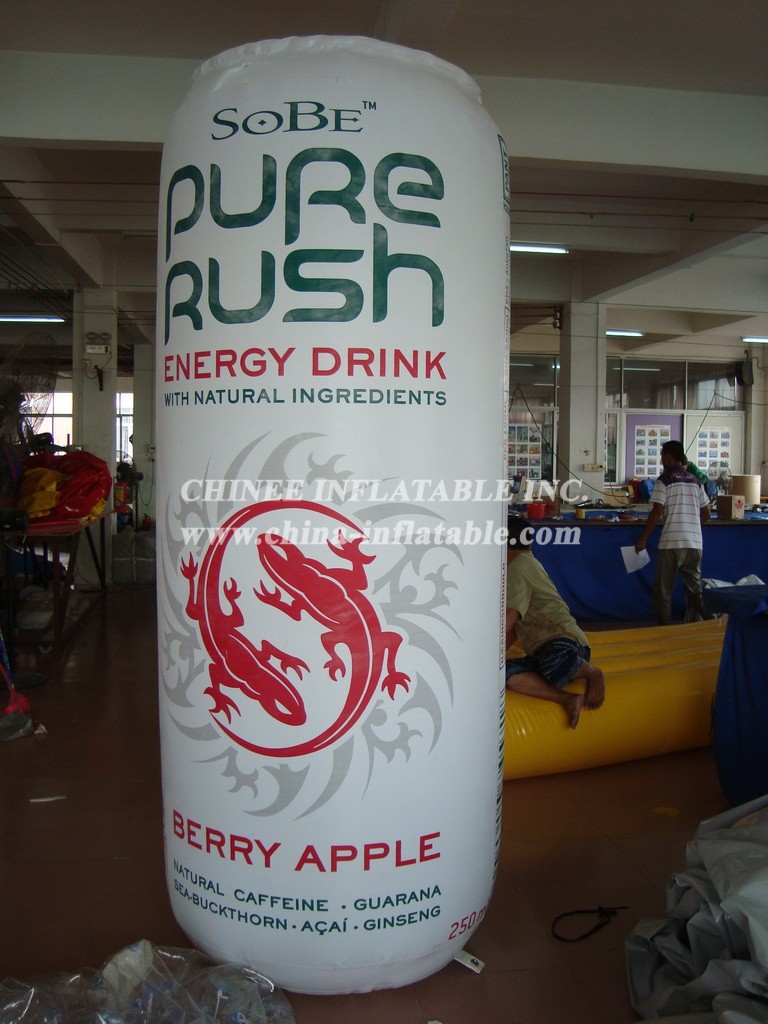 SoBe™
PURE
RUSH
ENERGY DRINK
WITH NATURAL INGREDIENTS
CHINEE INFLATABLE INC.
www.china-inflatable.com
BERRY APPLE
NATURAL CAFFEINE . GUARANA
SEA-BUCKTHORN · AÇAÍ · GINSENG